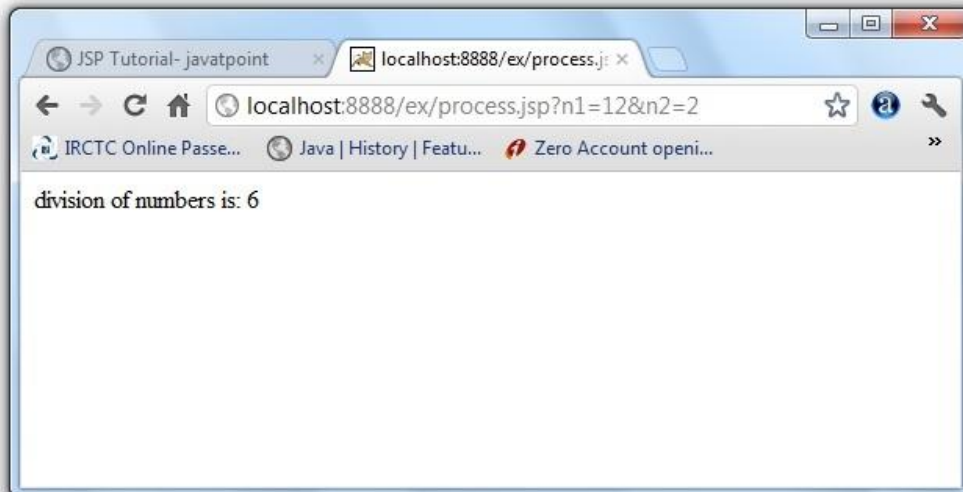 JSP Tutorial- javatpoint
localhost:8888/ex/process.j
localhost:8888/ex/process.jsp?n1=12&n2=2
IRCTC Online Passe...
Java | History | Featu...
Zero Account openi...
»
division of numbers is: 6